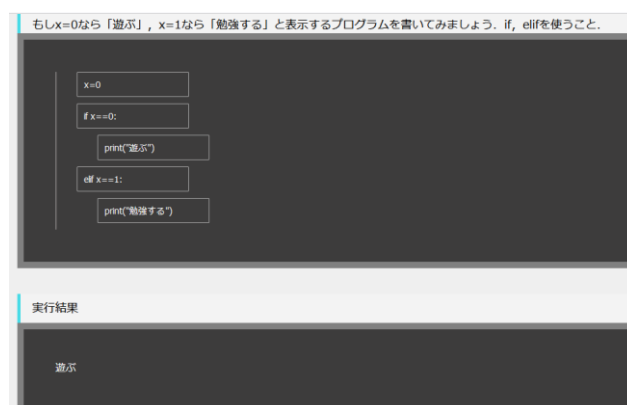 もしx=0なら「遊ぶ」, x=1なら「勉強する」と表示するプログラムを書いてみましょう. if, elifを使うこと.
x=0
if x==0:
print("遊ぶ")
elif x==1:
print("勉強する")
実行結果
遊ぶ